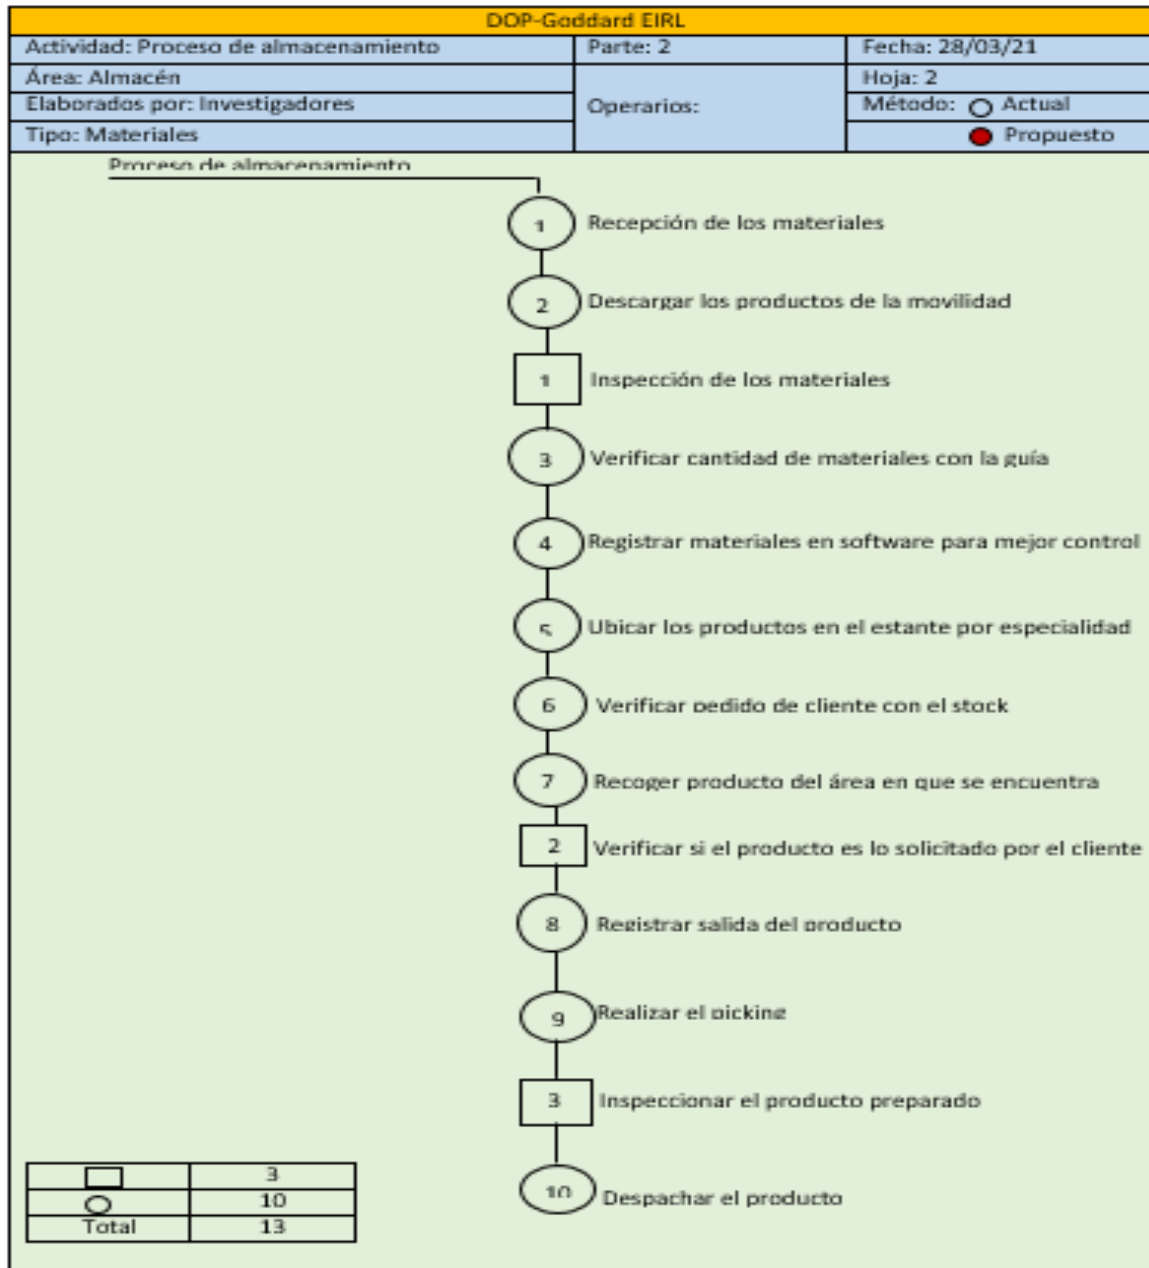 DOP-Goddard EIRL
Actividad: Proceso de almacenamiento
Parte: 2
Fecha: 28/03/21
Área: Almacén
Hoja: 2
Elaborados por: Investigadores
Operarios:
Método: Actual
Tipo: Materiales
Propuesto
Proceso de almacenamiento
1 Recepción de los materiales
2 Descargar los productos de la movilidad
1 Inspección de los materiales
3 Verificar cantidad de materiales con la guía
4 Registrar materiales en software para mejor control
5 Ubicar los productos en el estante por especialidad
6 Verificar pedido de cliente con el stock
7 Recoger producto del área en que se encuentra
2 Verificar si el producto es lo solicitado por el cliente
8 Registrar salida del producto
9 Realizar el picking
3 Inspeccionar el producto preparado
10 Despachar el producto
3
10
Total 13